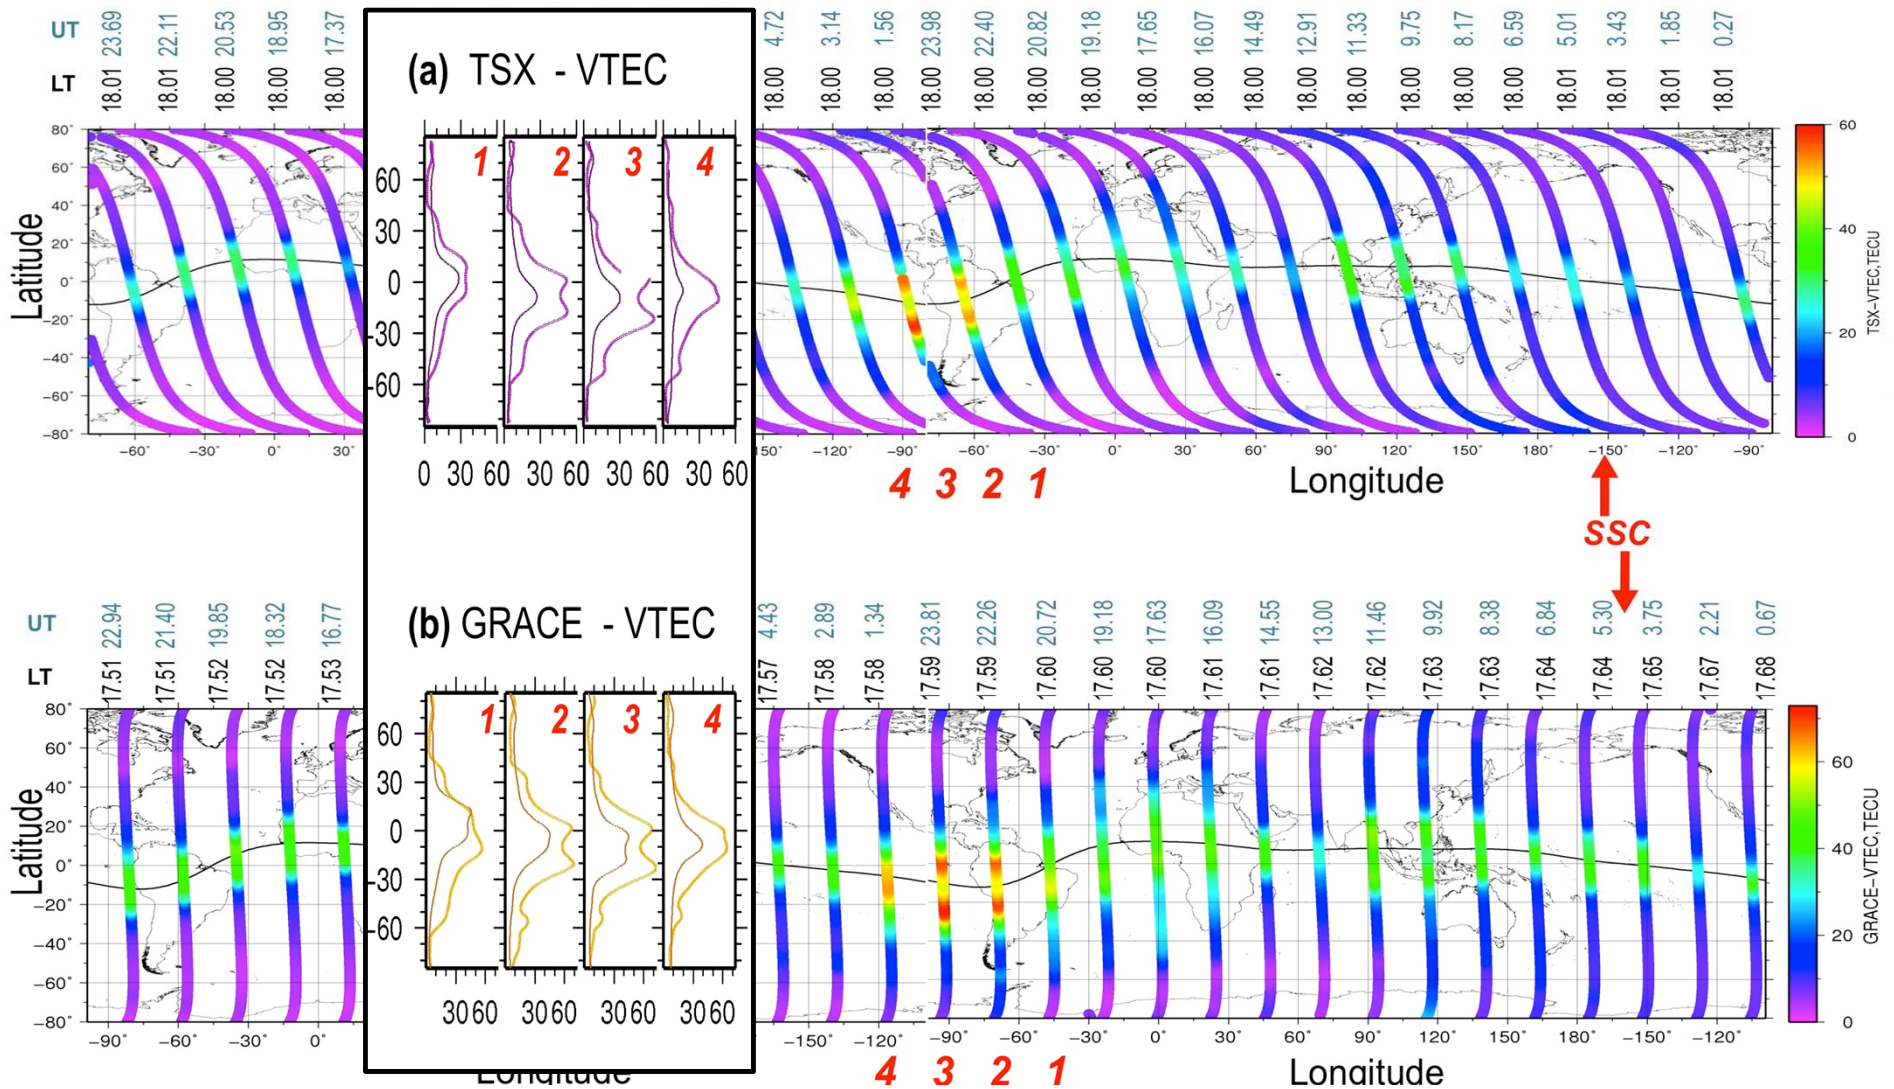 UT 23.69 22.11 20.53 18.95 17.37 4.72 3.14 1.56 23.98 22.40 20.82 19.18 17.65 16.07 14.49 12.91 11.33 9.75 8.17 6.59 5.01 3.43 1.85 0.27
LT 18.01 18.01 18.00 18.00 18.00 18.00 18.00 18.00 18.00 18.00 18.00 18.00 18.00 18.00 18.00 18.00 18.00 18.00 18.00 18.00 18.01 18.01 18.01 18.01
(a) TSX - VTEC
1 2 3 4
60
30
0
-30
-60
0 30 60 30 60 30 60 30 60
Latitude
80°
60°
40°
20°
0°
−20°
−40°
−60°
−80°
−60° −30° 0° 30° 150° −120° −90° −60° −30° 0° 30° 60° 90° 120° 150° −150° −120° −90°
4 3 2 1
Longitude
60
40
20
0
TSX−VTEC,TECU
SSC
UT 22.94 21.40 19.85 18.32 16.77 4.43 2.89 1.34 23.81 22.26 20.72 19.18 17.63 16.09 14.55 13.00 11.46 9.92 8.38 6.84 5.30 3.75 2.21 0.67
LT 17.51 17.51 17.52 17.52 17.53 17.57 17.58 17.58 17.59 17.59 17.60 17.60 17.60 17.61 17.61 17.62 17.62 17.63 17.63 17.64 17.64 17.65 17.67 17.68
(b) GRACE - VTEC
1 2 3 4
60
30
0
-30
-60
30 60 30 60 30 60 30 60
Latitude
80°
60°
40°
20°
0°
−20°
−40°
−60°
−80°
−90° −60° −30° 0° −150° −120° −90° −60° −30° 0° 30° 60° 90° 120° 150° −150° −120°
4 3 2 1
Longitude
Longitude
60
40
20
0
GRACE−VTEC,TECU